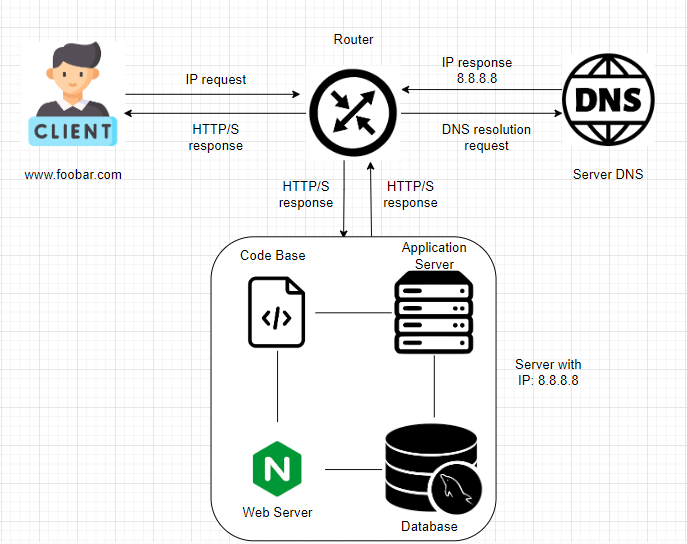 Router
IP request
IP response
8.8.8.8
DNS
CLIENT
HTTP/S
response
DNS resolution
request
www.foobar.com
Server DNS
HTTP/S
response
HTTP/S
response
Code Base
Application
Server
</>
Server with
IP: 8.8.8.8
N
Web Server
Database